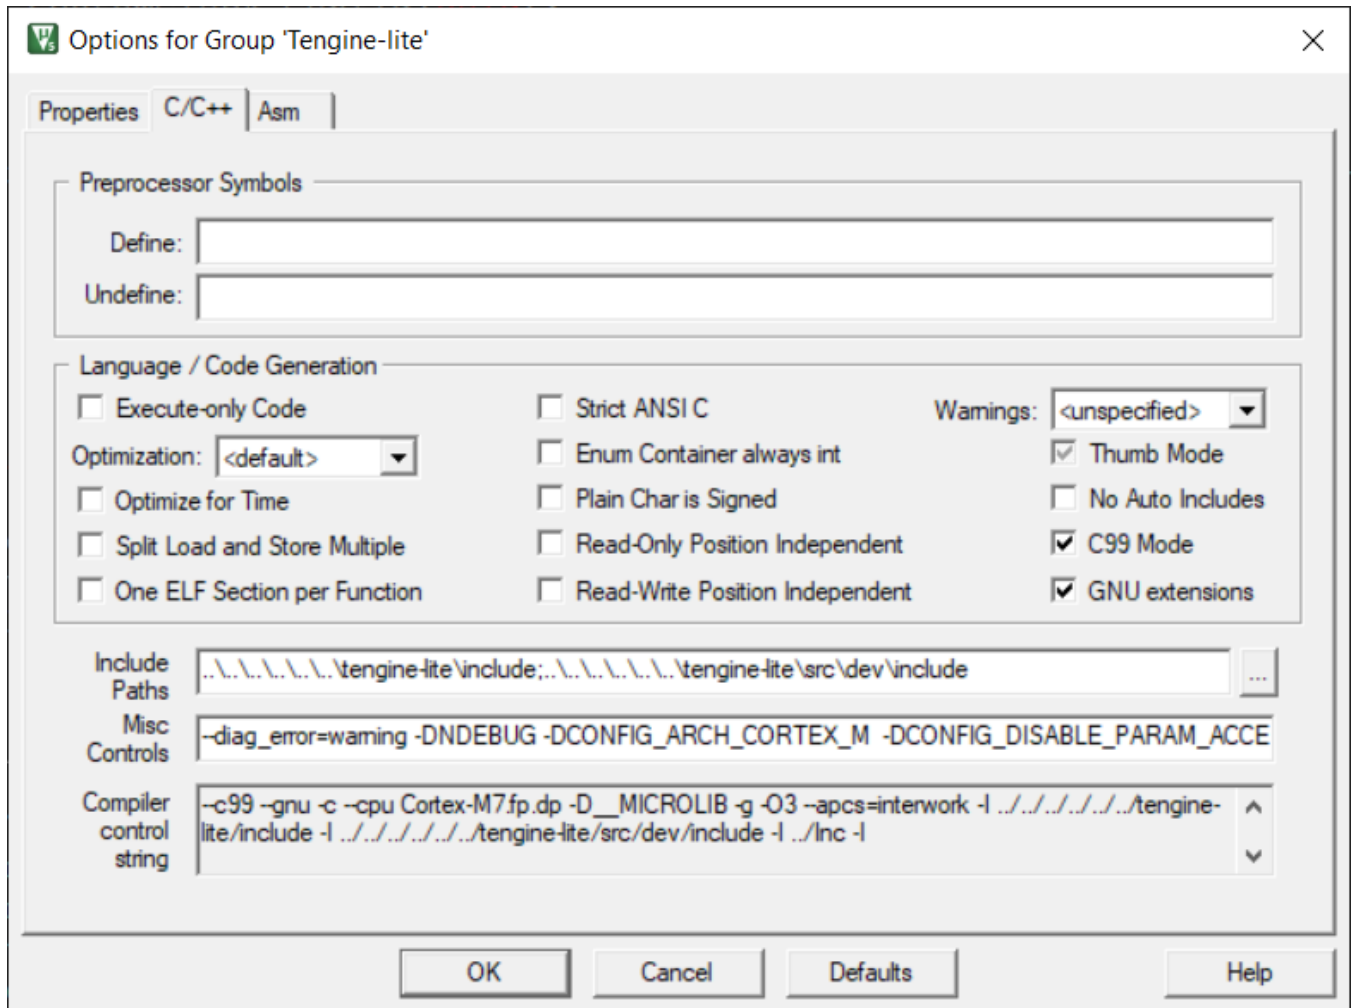 Options for Group 'Tengine-lite'
Properties C/C++ Asm
Preprocessor Symbols
Define:
Undefine:
Language / Code Generation
Execute-only Code Strict ANSI C Warnings: <unspecified>
Optimization: <default> Enum Container always int Thumb Mode
Optimize for Time Plain Char is Signed No Auto Includes
Split Load and Store Multiple Read-Only Position Independent C99 Mode
One ELF Section per Function Read-Write Position Independent GNU extensions
Include
Paths
..\..\..\..\..\..\tengine-lite\include;..\..\..\..\..\..\tengine-lite\src\dev\include
...
Misc
Controls
--diag_error=warning -DNDEBUG -DCONFIG_ARCH_CORTEX_M -DCONFIG_DISABLE_PARAM_ACCE
Compiler
control
string
--c99 --gnu -c --cpu Cortex-M7.fp.dp -D__MICROLIB -g -O3 --apcs=interwork -I ../../../../../../tengine-
lite/include -I ../../../../../../tengine-lite/src/dev/include -I ../Inc -I
OK Cancel Defaults Help